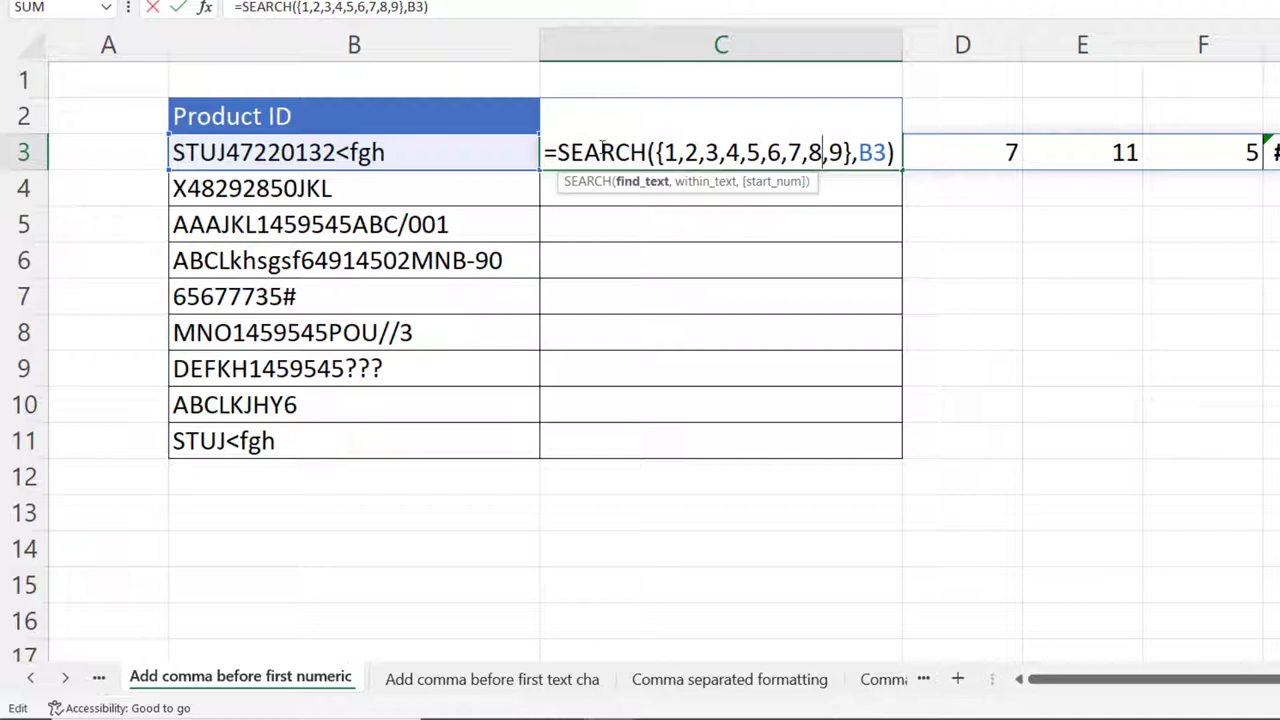 SUM =SEARCH({1,2,3,4,5,6,7,8,9},B3)
A B C D E F
1
2 Product ID
3 STUJ47220132<fgh =SEARCH({1,2,3,4,5,6,7,8,9},B3) 7 11 5
SEARCH(find_text, within_text, [start_num])
4 X48292850JKL
5 AAAJKL1459545ABC/001
6 ABCLkhsgsf64914502MNB-90
7 65677735#
8 MNO1459545POU//3
9 DEFKH1459545???
10 ABCLKJHY6
11 STUJ<fgh
12
13
14
15
16
17
Add comma before first numeric Add comma before first text cha Comma separated formatting Comma
Edit Accessibility: Good to go